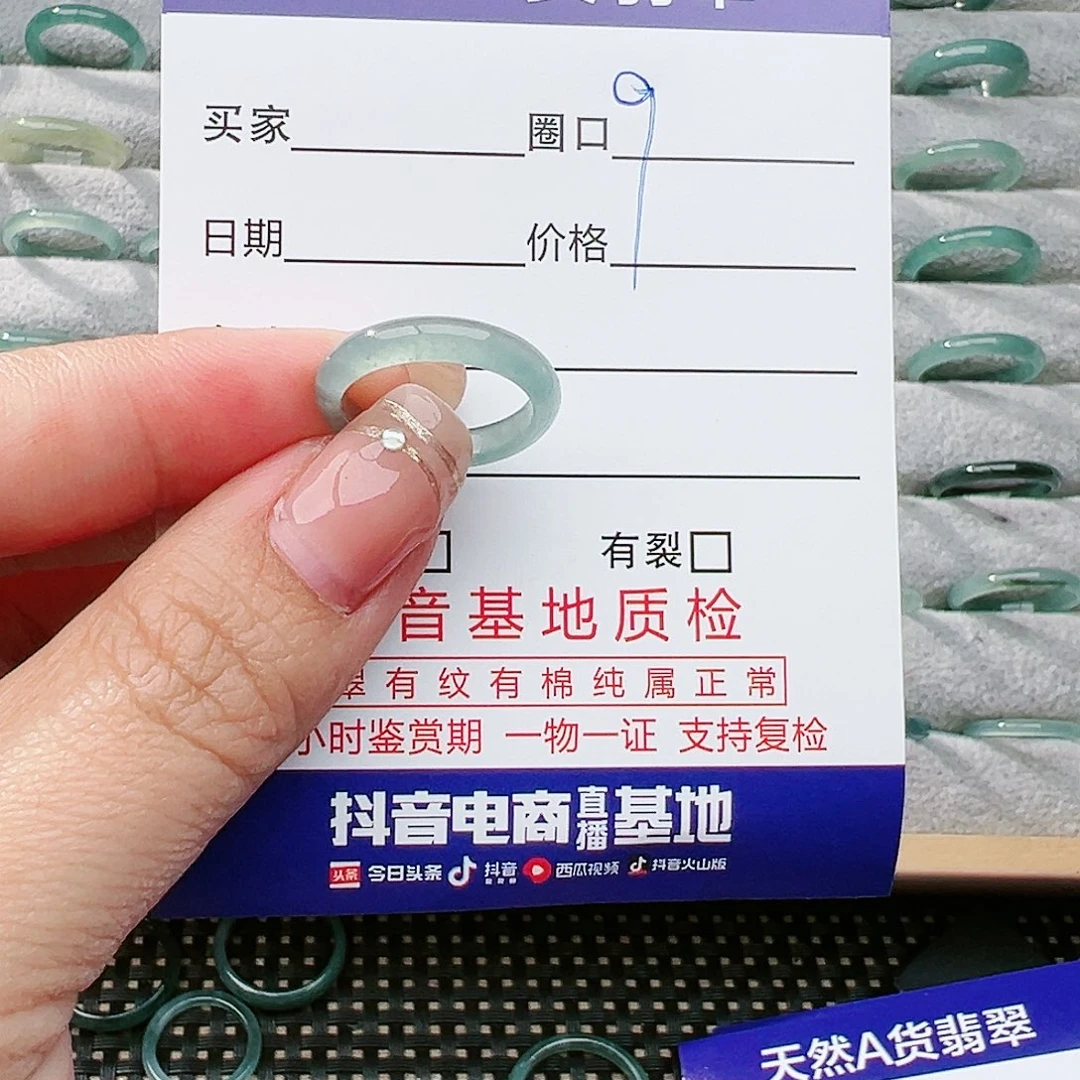 买家 圈口 9
日期 价格
有裂
音基地质检
翠有纹有棉纯属正常
小时鉴赏期 一物一证 支持复检
抖音电商直播基地
头条 今日头条 抖音 西瓜视频 抖音火山版
天然A货翡翠